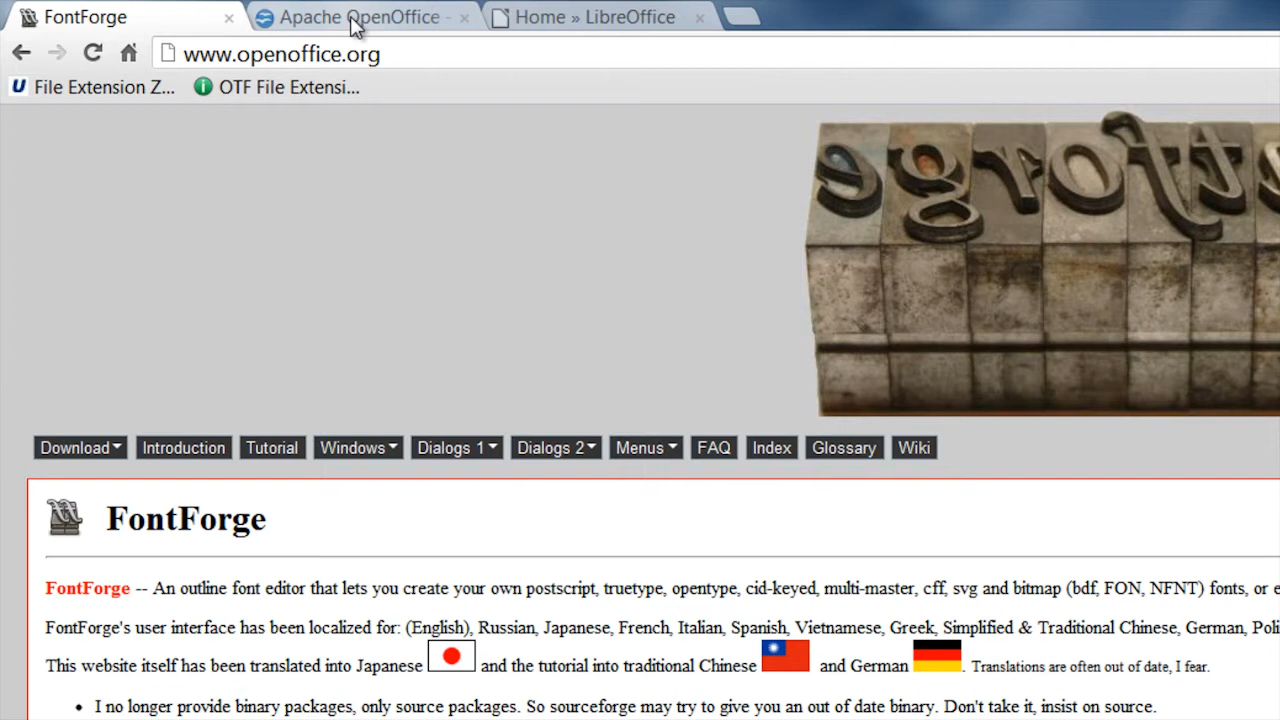 FontForge
Apache OpenOffice -
Home » LibreOffice
www.openoffice.org
File Extension Z...
OTF File Extensi...
Download
Introduction
Tutorial
Windows
Dialogs 1
Dialogs 2
Menus
FAQ
Index
Glossary
Wiki
FontForge
FontForge -- An outline font editor that lets you create your own postscript, truetype, opentype, cid-keyed, multi-master, cff, svg and bitmap (bdf, FON, NFNT) fonts, or e
FontForge's user interface has been localized for: (English), Russian, Japanese, French, Italian, Spanish, Vietnamese, Greek, Simplified & Traditional Chinese, German, Poli
This website itself has been translated into Japanese and the tutorial into traditional Chinese and German . Translations are often out of date, I fear.
• I no longer provide binary packages, only source packages. So sourceforge may try to give you an out of date binary. Don't take it, insist on source.